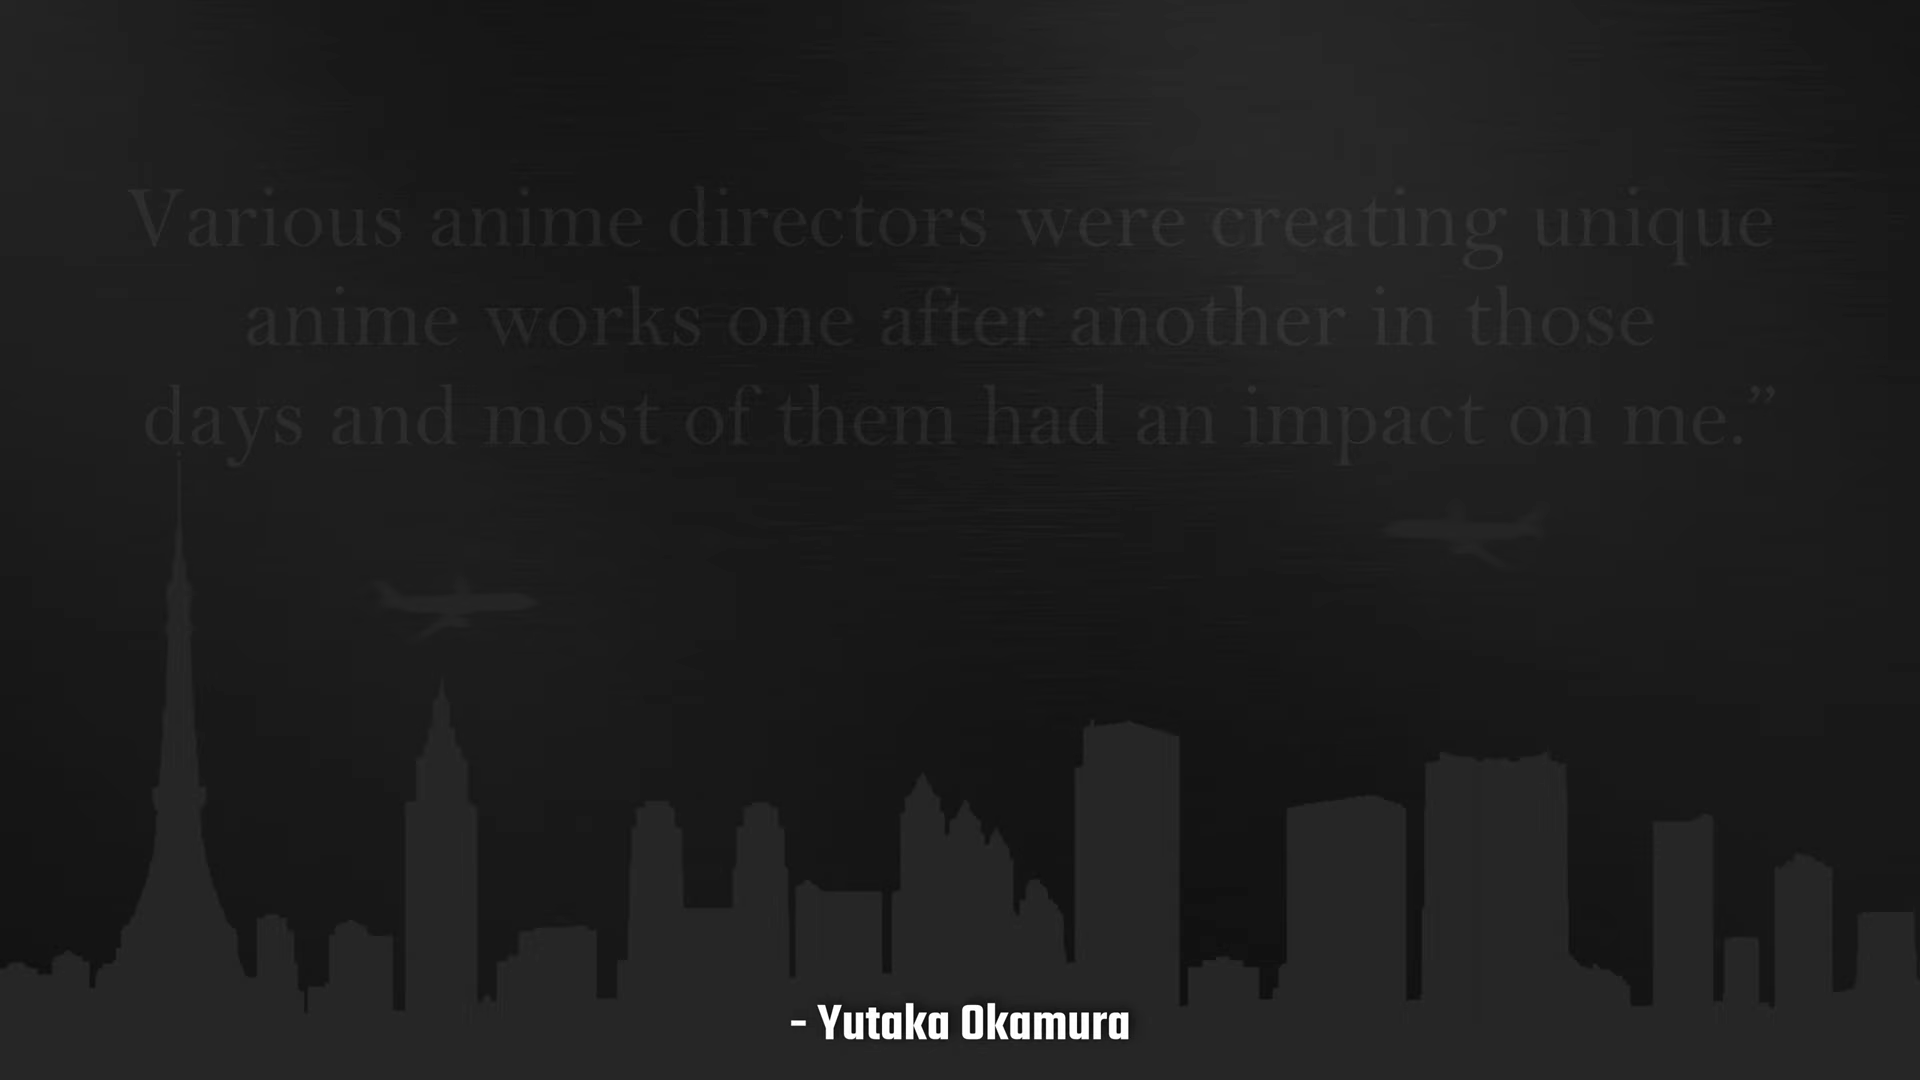 Various anime directors were creating unique
anime works one after another in those
days and most of them had an impact on me.”
- Yutaka Okamura